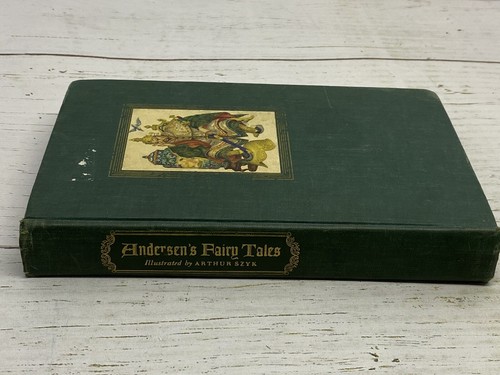 Andersen's Fairy Tales
Illustrated by ARTHUR SZYK